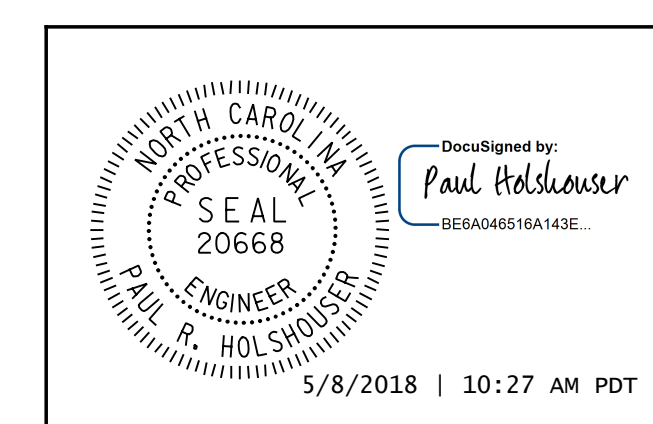 NORTH CAROLINA
PROFESSIONAL
SEAL
20668
ENGINEER
PAUL R. HOLSHOUSER
DocuSigned by:
Paul Holshouser
BE6A046516A143E...
5/8/2018 | 10:27 AM PDT